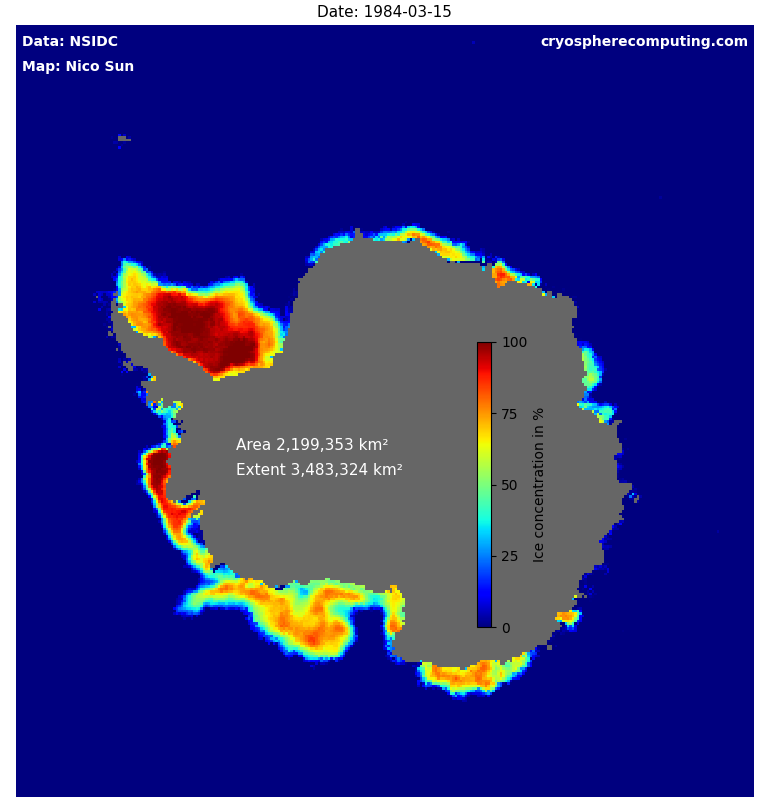 Date: 1984-03-15
Data: NSIDC
cryospherecomputing.com
Map: Nico Sun
100
75
50
25
0
Ice concentration in %
Area 2,199,353 km²
Extent 3,483,324 km²